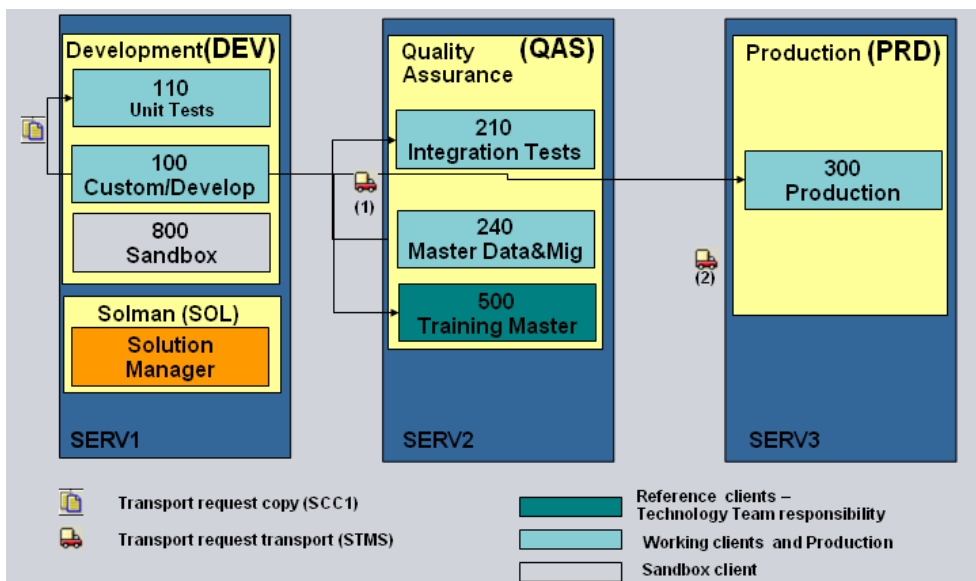 Development(DEV)
110
Unit Tests
100
Custom/Develop
800
Sandbox
Solman (SOL)
Solution
Manager
SERV1
(1)
Quality (QAS)
Assurance
210
Integration Tests
240
Master Data&Mig
500
Training Master
SERV2
Production (PRD)
300
Production
(2)
SERV3
Transport request copy (SCC1)
Transport request transport (STMS)
Reference clients –
Technology Team responsibility
Working clients and Production
Sandbox client